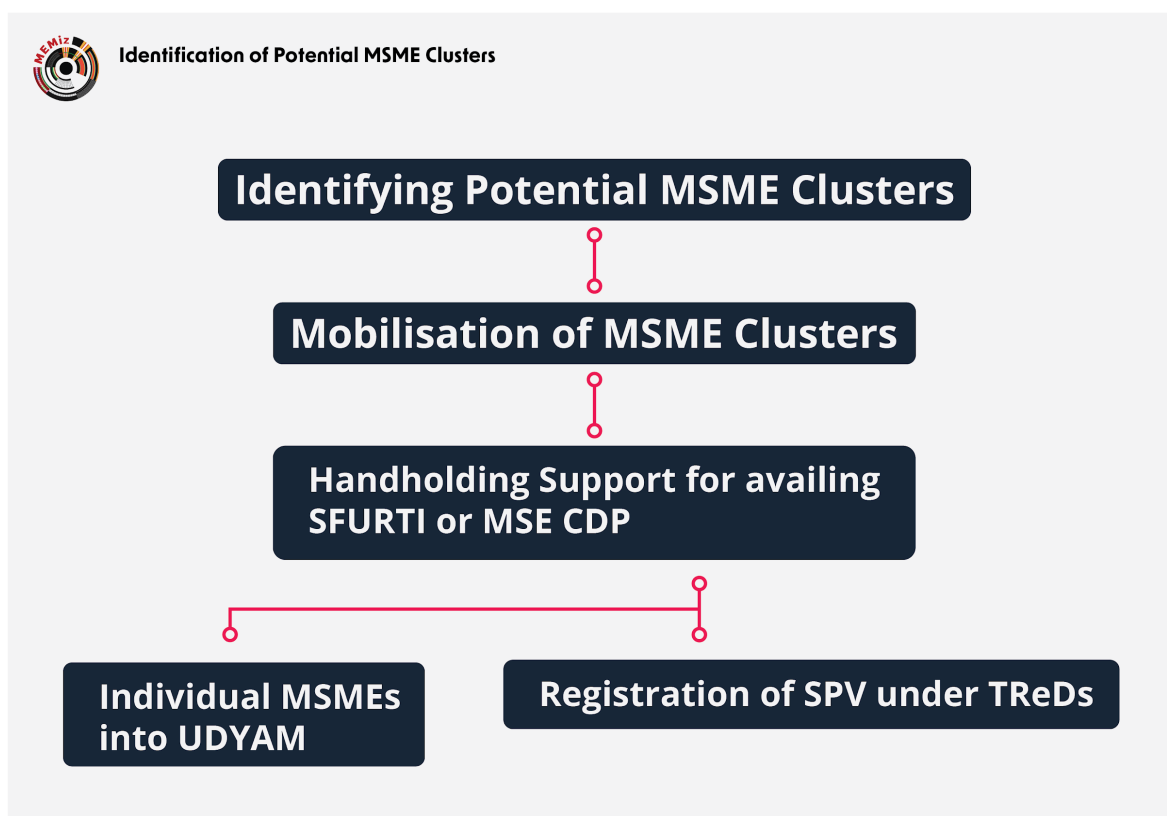 MEMiz
Identification of Potential MSME Clusters
Identifying Potential MSME Clusters
Mobilisation of MSME Clusters
Handholding Support for availing
SFURTI or MSE CDP
Individual MSMEs
into UDYAM
Registration of SPV under TReDs